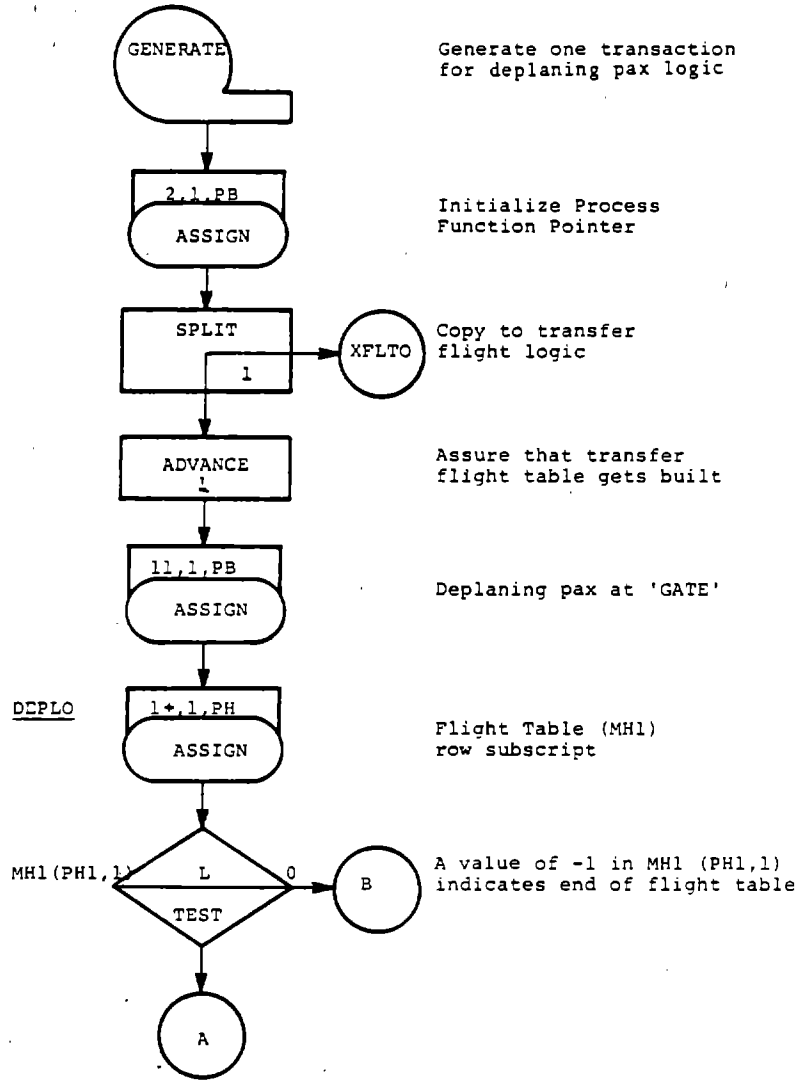 GENERATE
Generate one transaction
for deplaning pax logic
2,1,PB
ASSIGN
Initialize Process
Function Pointer
SPLIT
1
XFLTO
Copy to transfer
flight logic
ADVANCE
1
Assure that transfer
flight table gets built
11,1,PB
ASSIGN
Deplaning pax at 'GATE'
DEPLO
1+,1,PH
ASSIGN
Flight Table (MH1)
row subscript
MH1(PH1,1)
L
0
TEST
B
A value of -1 in MH1 (PH1,1)
indicates end of flight table
A